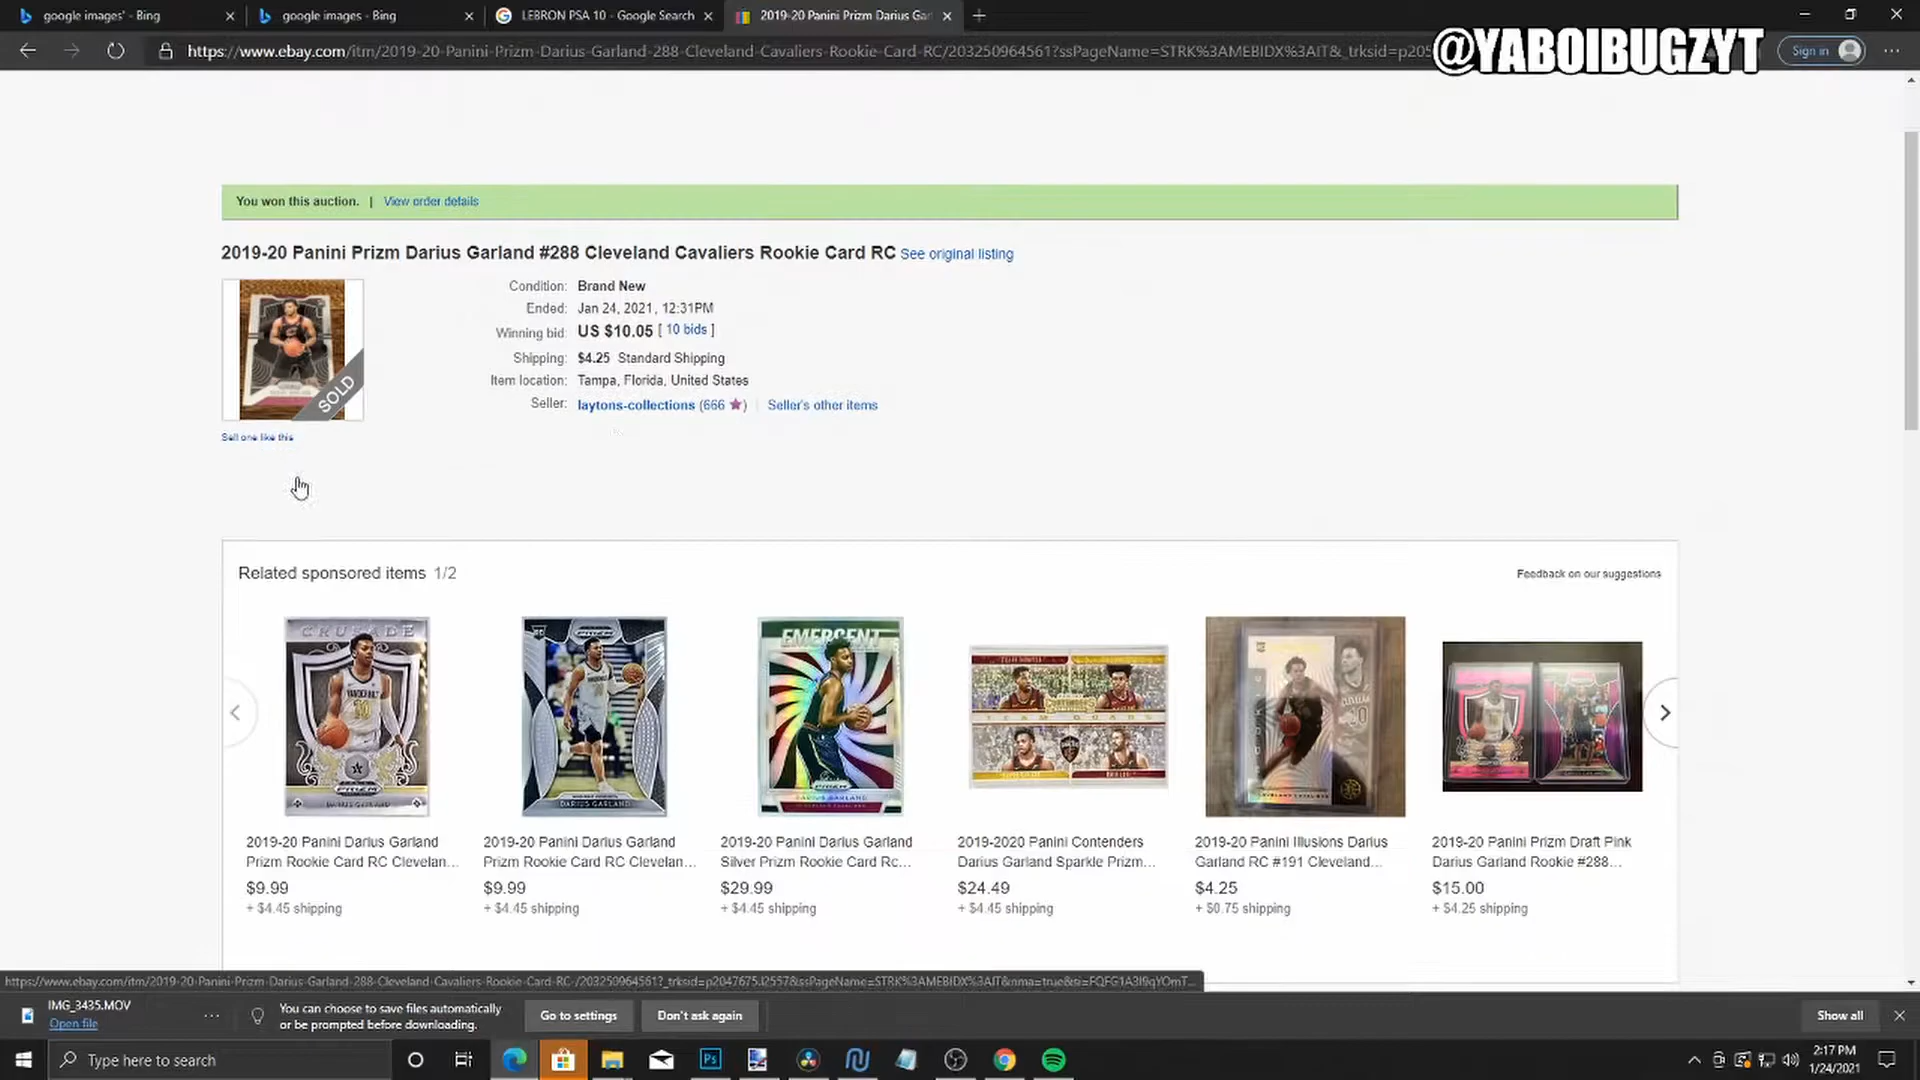 google images' - Bing
google images - Bing
LEBRON PSA 10 - Google Search
2019-20 Panini Prizm Darius Gar
https://www.ebay.com/itm/2019-20-Panini-Prizm-Darius-Garland-288-Cleveland-Cavaliers-Rookie-Card-RC/203250964561?ssPageName=STRK%3AMEBIDX%3AIT&_trksid=p205
@YABOIBUGZYT
Sign in
You won this auction. | View order details
2019-20 Panini Prizm Darius Garland #288 Cleveland Cavaliers Rookie Card RC See original listing
Condition: Brand New
Ended: Jan 24, 2021, 12:31PM
Winning bid: US $10.05 [ 10 bids ]
Shipping: $4.25 Standard Shipping
Item location: Tampa, Florida, United States
Seller: laytons-collections (666 ) | Seller's other items
SOLD
Sell one like this
Related sponsored items 1/2
Feedback on our suggestions
CRUSADE
EMERGENT
DARIUS GARLAND
2019-20 Panini Darius Garland
Prizm Rookie Card RC Clevelan...
$9.99
+ $4.45 shipping
2019-20 Panini Darius Garland
Prizm Rookie Card RC Clevelan...
$9.99
+ $4.45 shipping
2019-20 Panini Darius Garland
Silver Prizm Rookie Card Rc...
$29.99
+ $4.45 shipping
2019-2020 Panini Contenders
Darius Garland Sparkle Prizm...
$24.49
+ $4.45 shipping
2019-20 Panini Illusions Darius
Garland RC #191 Cleveland...
$4.25
+ $0.75 shipping
2019-20 Panini Prizm Draft Pink
Darius Garland Rookie #288...
$15.00
+ $4.25 shipping
IMG_3435.MOV
Open file
You can choose to save files automatically
or be prompted before downloading.
Go to settings
Don't ask again
Show all
Type here to search
2:17 PM
1/24/2021